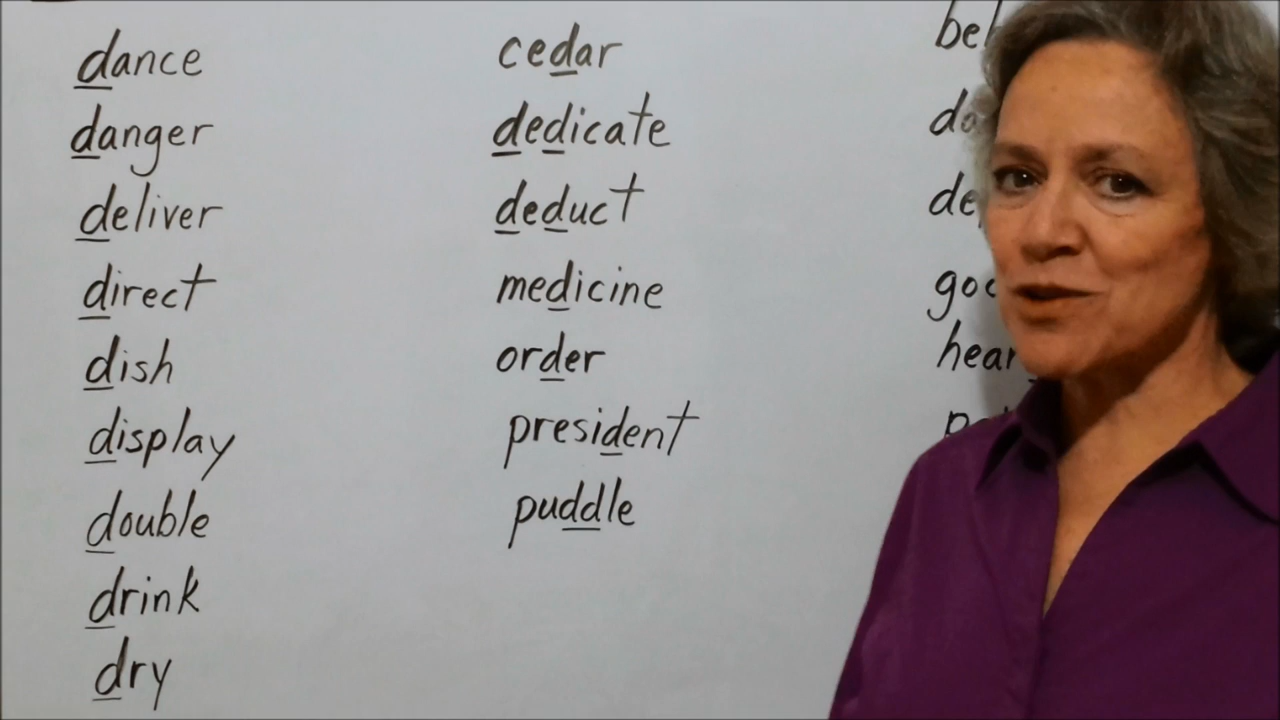 dance
danger
deliver
direct
dish
display
double
drink
dry
cedar
dedicate
deduct
medicine
order
president
puddle